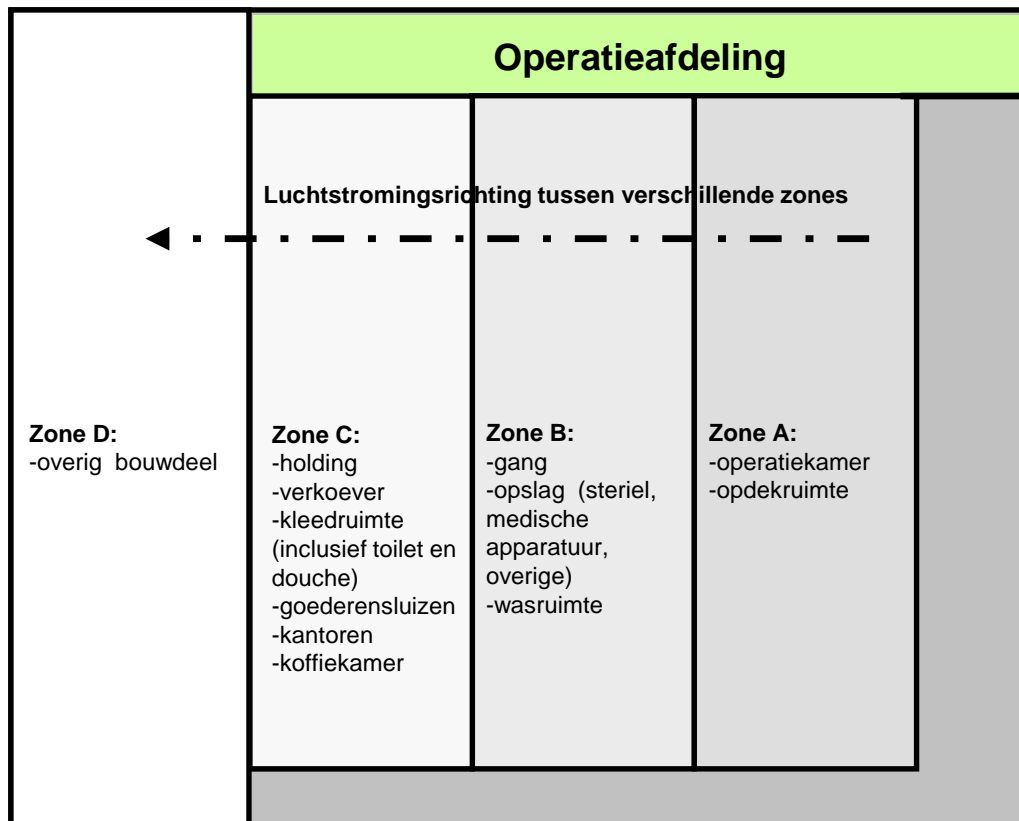 Operatieafdeling
Luchtstromingsrichting tussen verschillende zones
Zone D:
-overig bouwdeel
Zone C:
-holding
-verkoever
-kleedruimte
(inclusief toilet en
douche)
-goederensluizen
-kantoren
-koffiekamer
Zone B:
-gang
-opslag (steriel,
medische
apparatuur,
overige)
-wasruimte
Zone A:
-operatiekamer
-opdekruimte